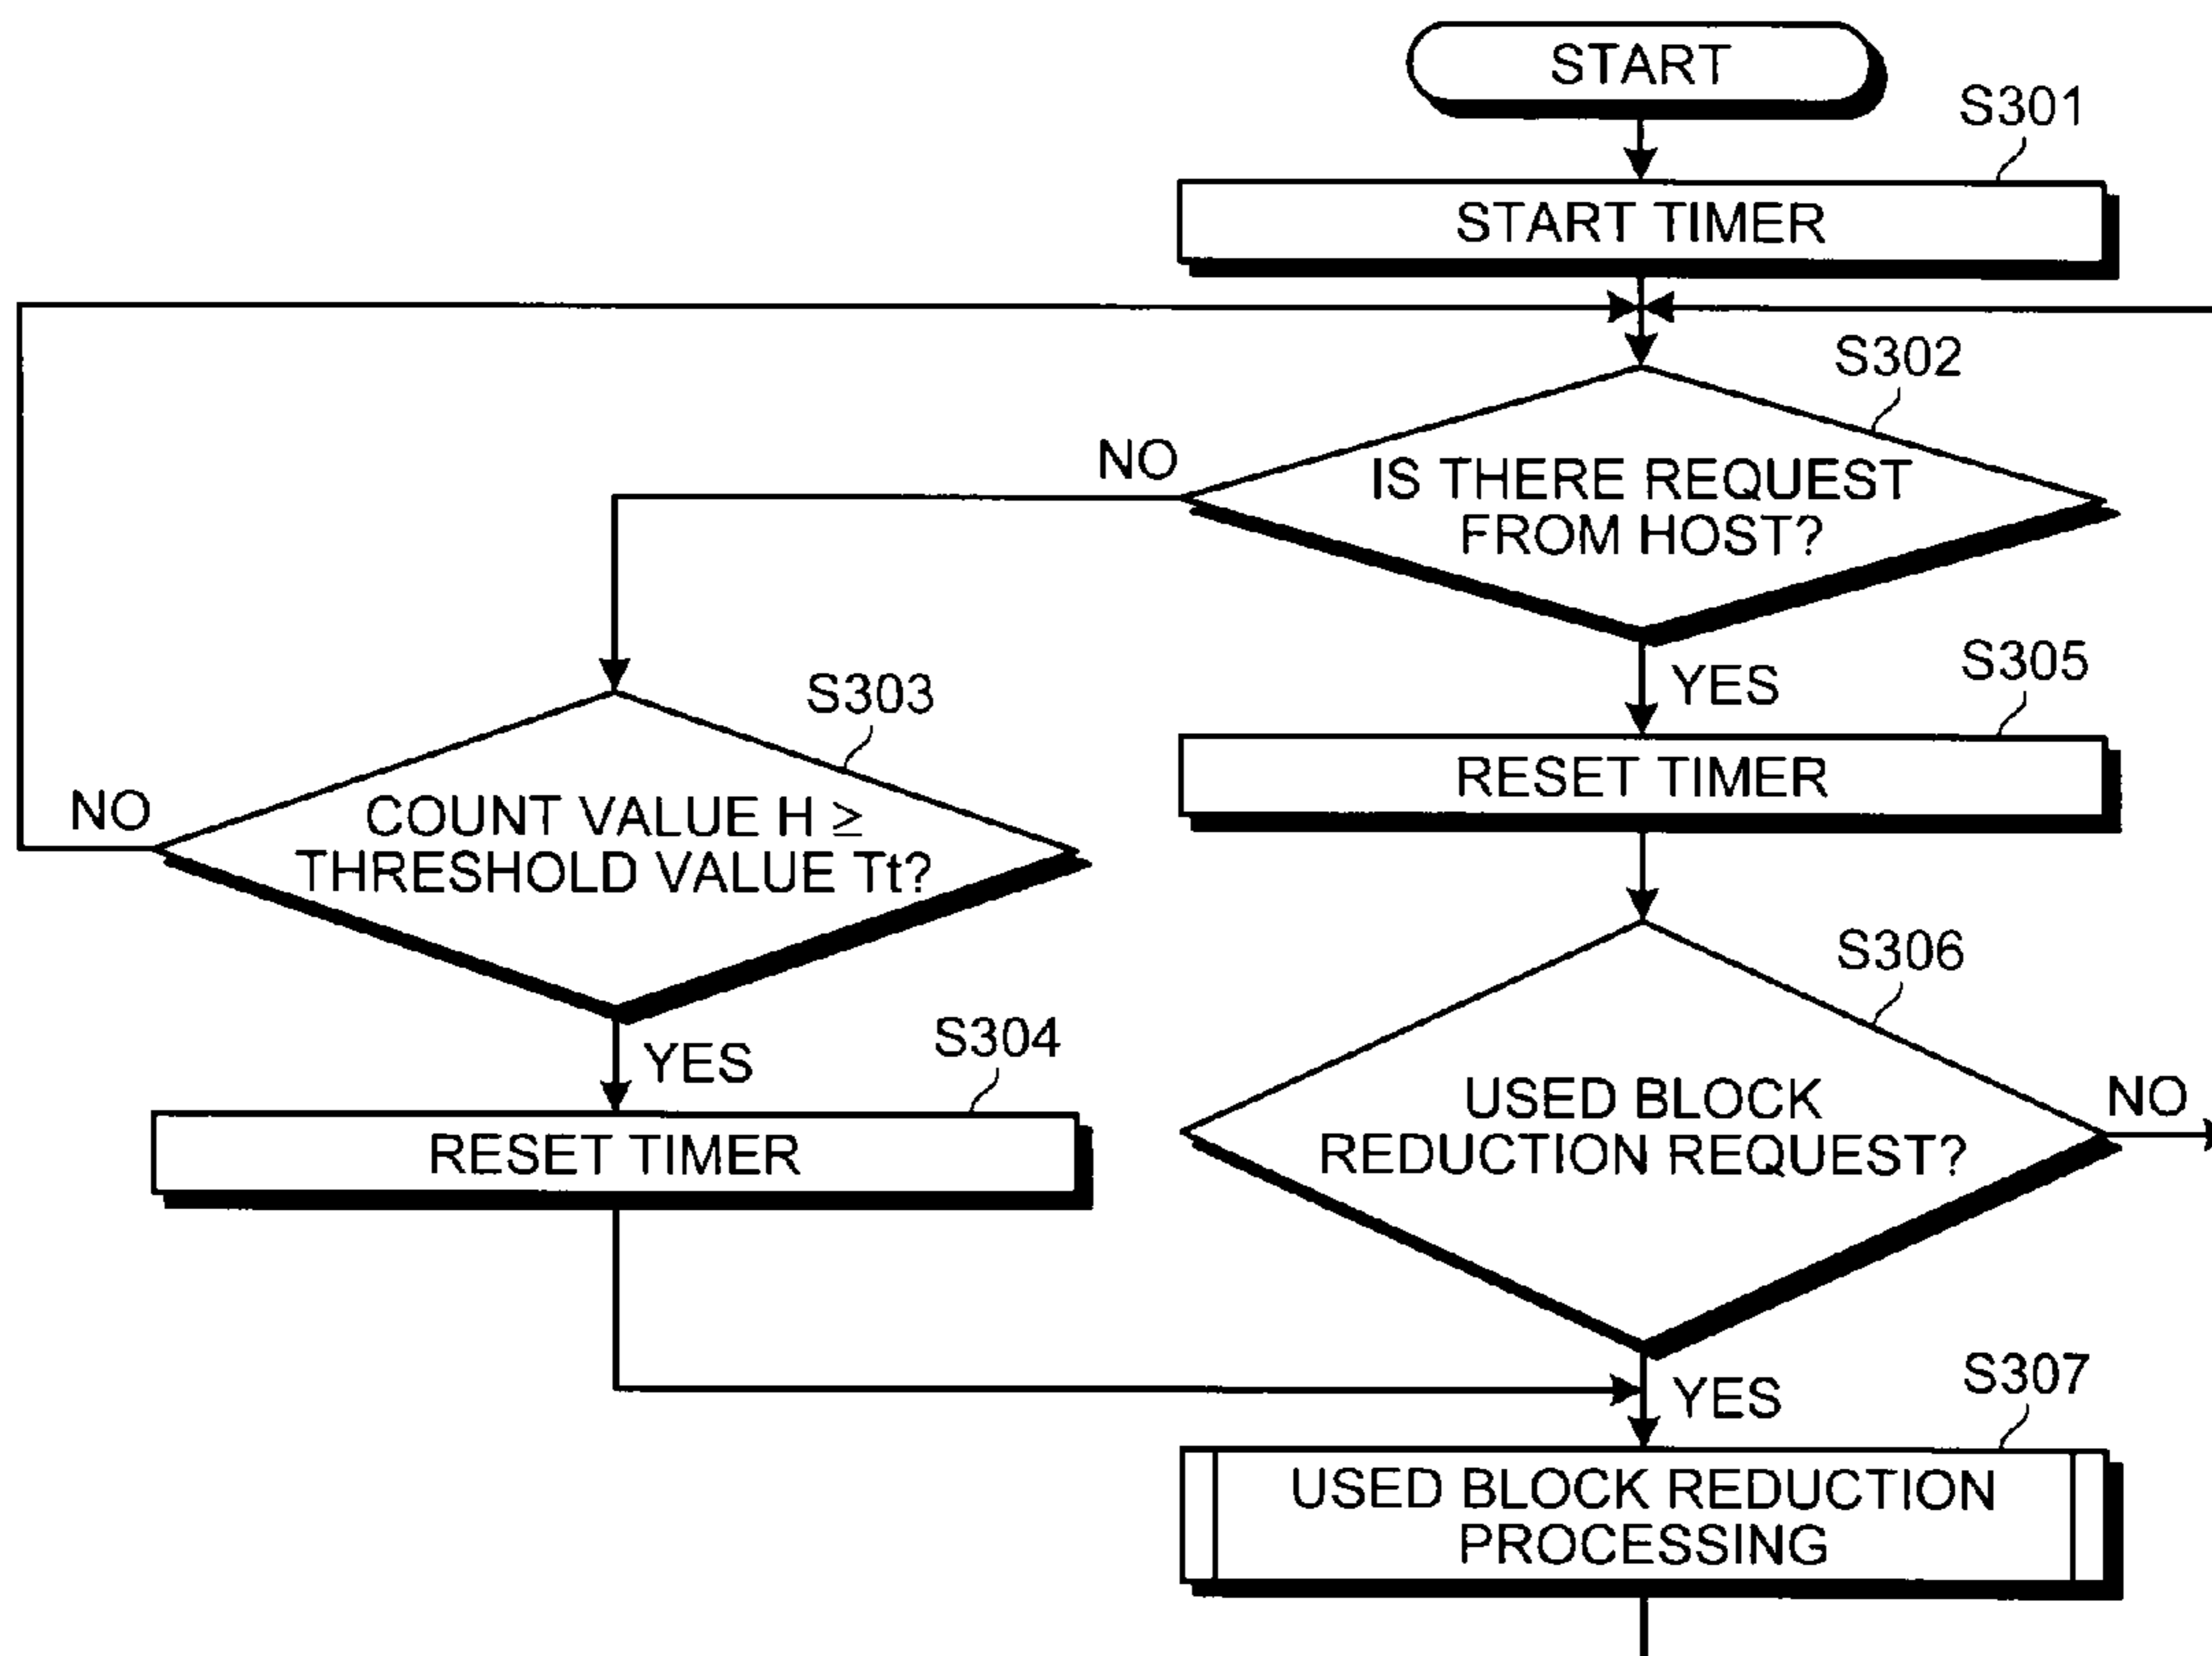 START
S301
START TIMER
S302
NO
IS THERE REQUEST
FROM HOST?
YES
S303
NO
COUNT VALUE H ≥
THRESHOLD VALUE Tt?
YES
S304
RESET TIMER
S305
RESET TIMER
S306
USED BLOCK
REDUCTION REQUEST?
NO
YES
S307
USED BLOCK REDUCTION
PROCESSING